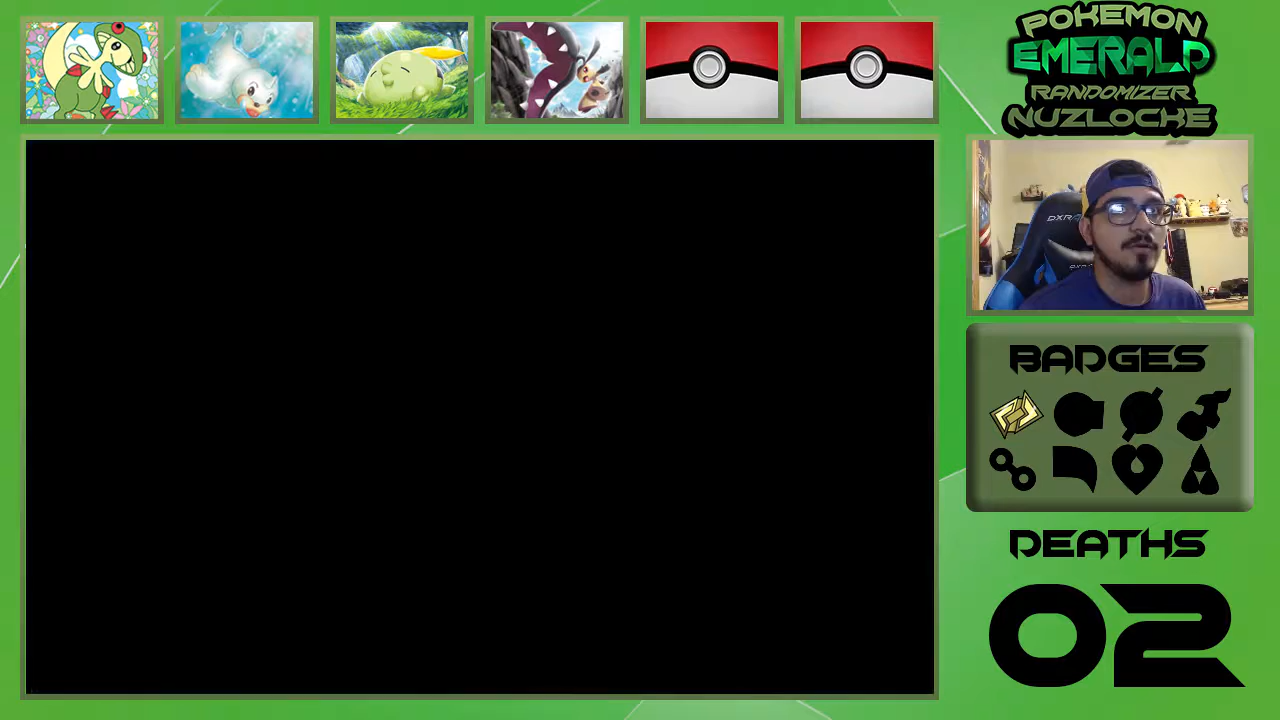 POKEMON
EMERALD
RANDOMIZER
NUZLOCKE
BADGES
DEATHS
02